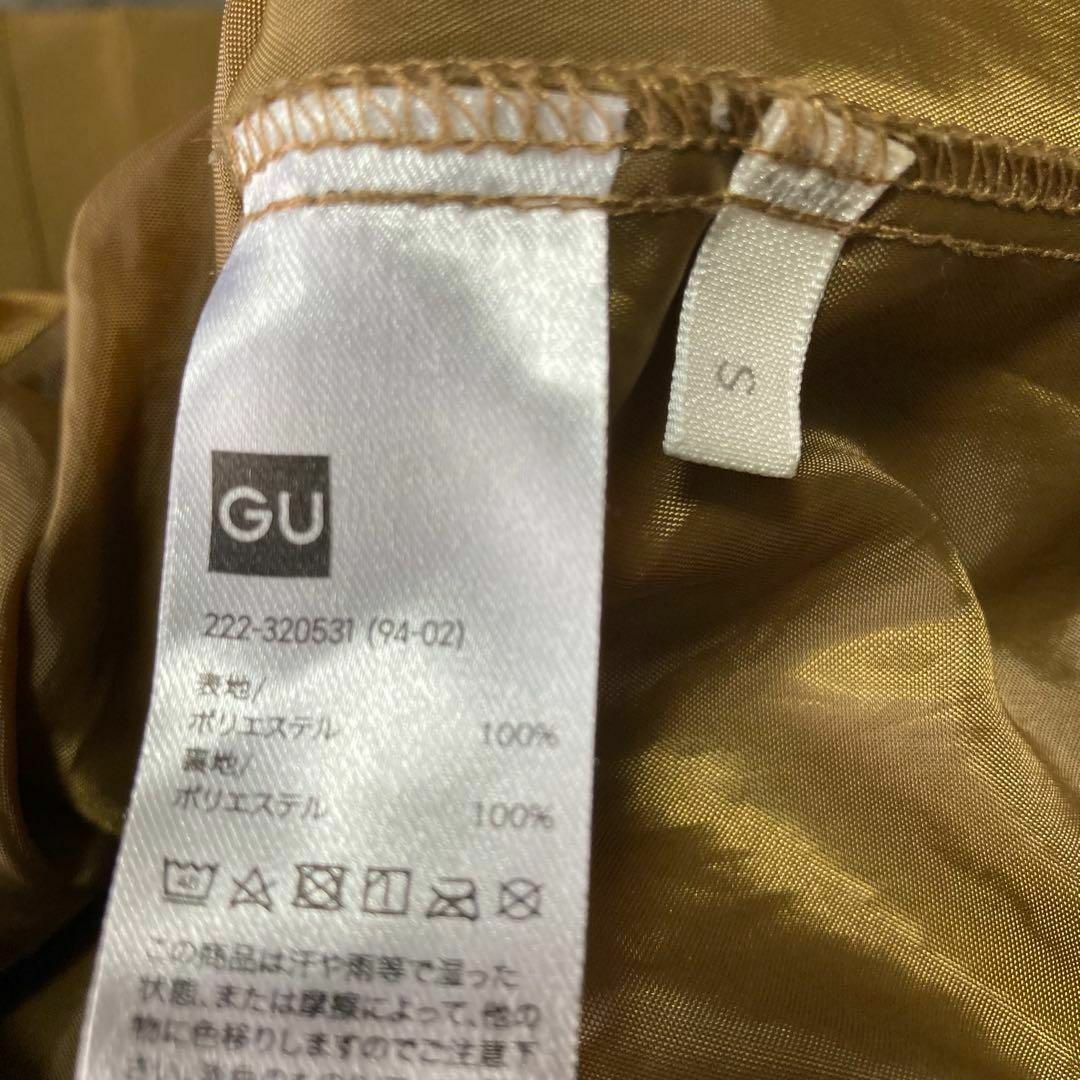 S
GU
222-320531 (94-02)
表地/
ポリエステル 100%
裏地/
ポリエステル 100%
40
この商品は汗や雨等で湿った
状態、または摩擦によって、他の
物に色移りしますのでご注意下
さい。